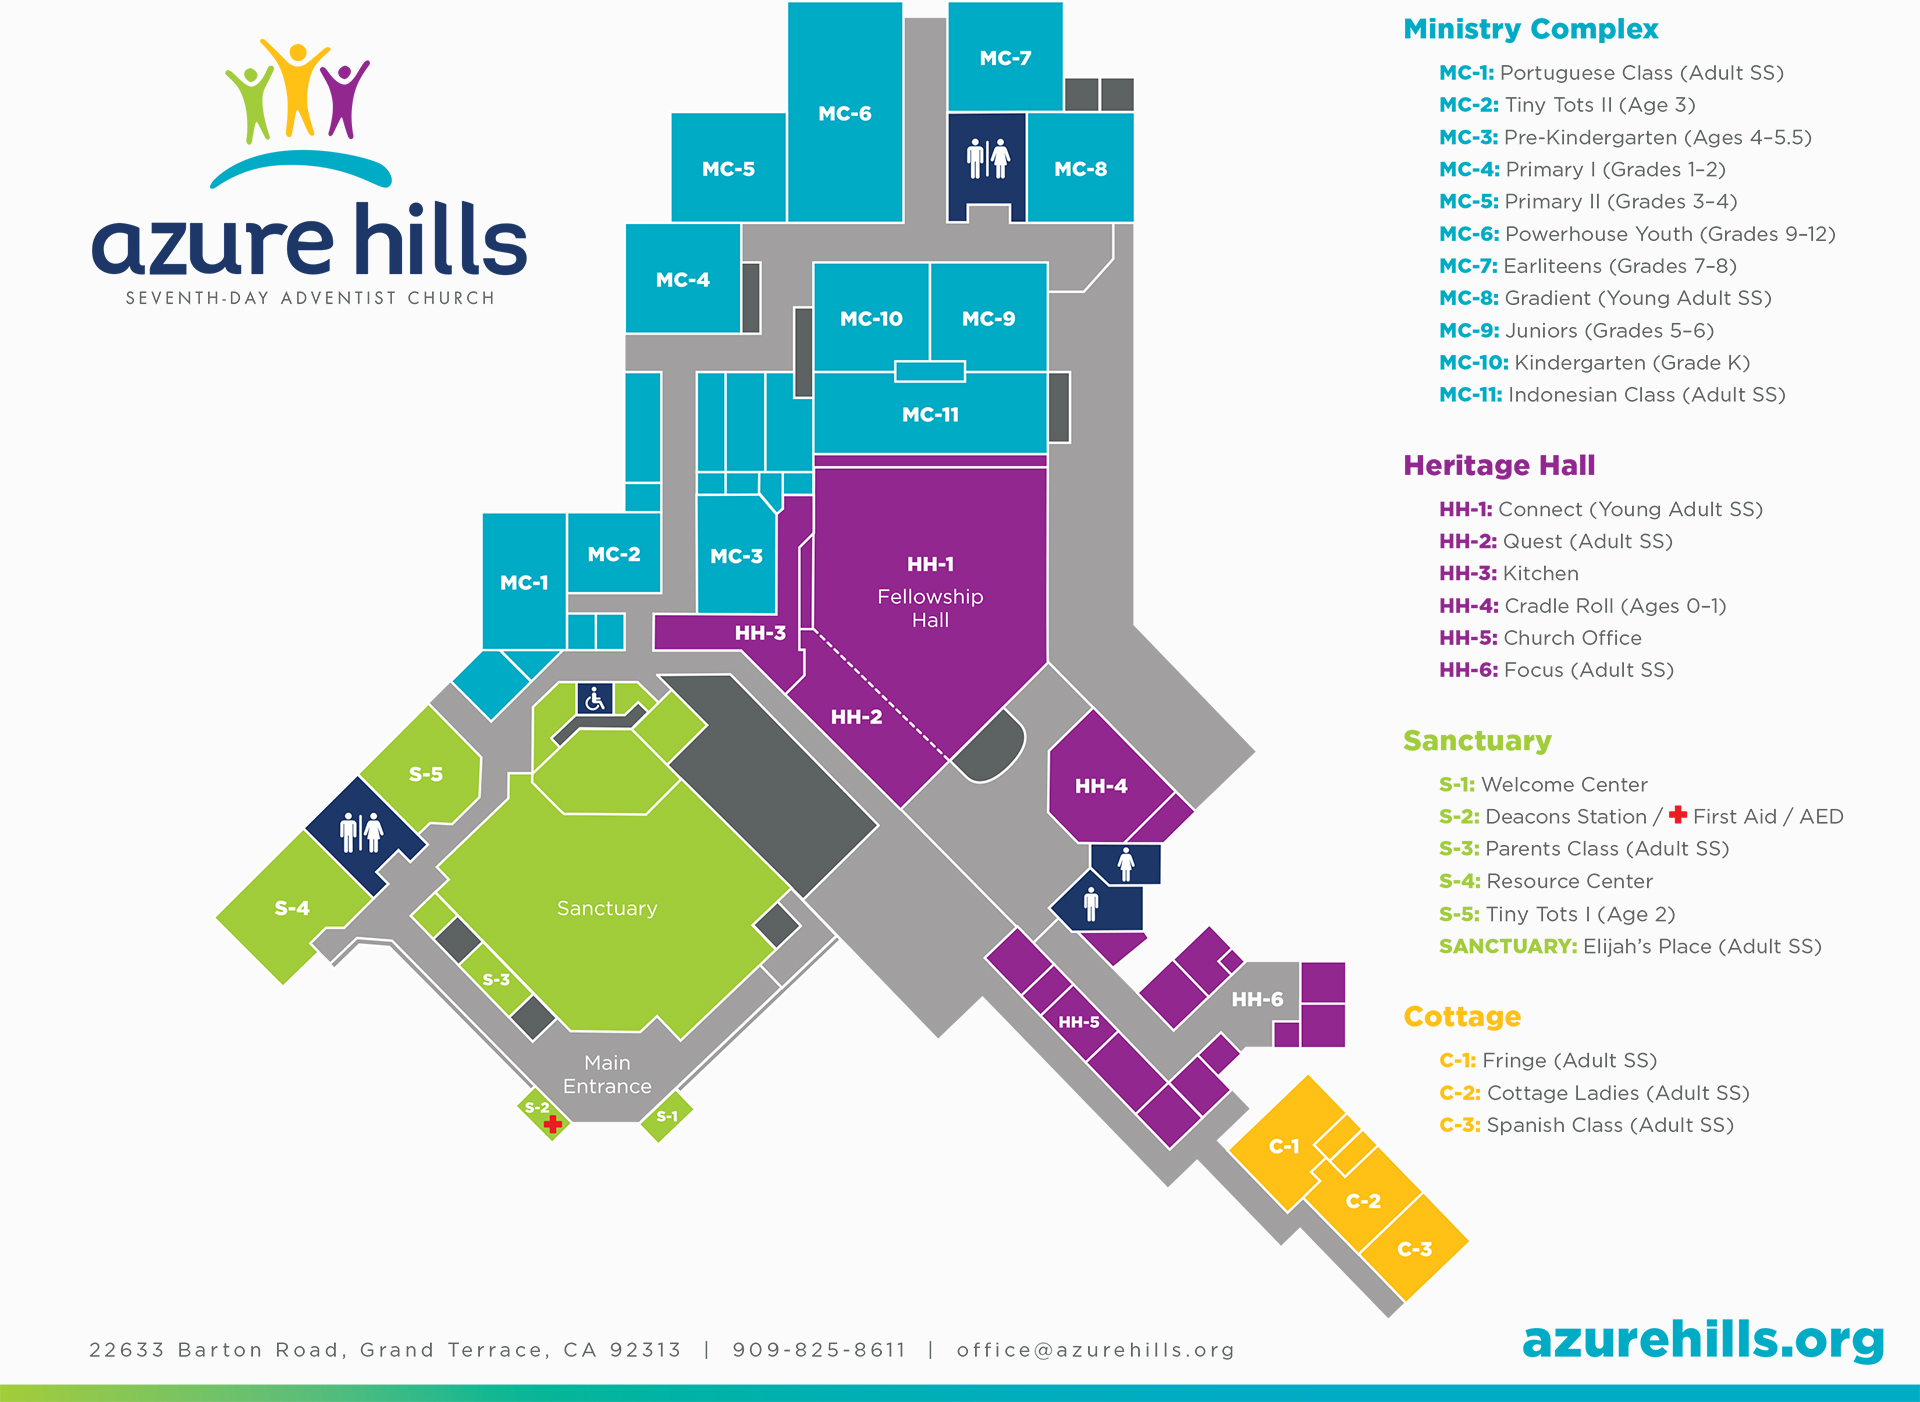 azure hills
SEVENTH-DAY ADVENTIST CHURCH
MC-7
MC-6
MC-5
MC-8
MC-4
MC-10
MC-9
MC-11
MC-2
MC-3
MC-1
HH-1
Fellowship
Hall
HH-3
HH-2
S-5
HH-4
S-4
Sanctuary
S-3
HH-6
HH-5
Main
Entrance
S-2
S-1
C-1
C-2
C-3
Ministry Complex
MC-1: Portuguese Class (Adult SS)
MC-2: Tiny Tots II (Age 3)
MC-3: Pre-Kindergarten (Ages 4–5.5)
MC-4: Primary I (Grades 1–2)
MC-5: Primary II (Grades 3–4)
MC-6: Powerhouse Youth (Grades 9–12)
MC-7: Earliteens (Grades 7–8)
MC-8: Gradient (Young Adult SS)
MC-9: Juniors (Grades 5–6)
MC-10: Kindergarten (Grade K)
MC-11: Indonesian Class (Adult SS)
Heritage Hall
HH-1: Connect (Young Adult SS)
HH-2: Quest (Adult SS)
HH-3: Kitchen
HH-4: Cradle Roll (Ages 0–1)
HH-5: Church Office
HH-6: Focus (Adult SS)
Sanctuary
S-1: Welcome Center
S-2: Deacons Station / First Aid / AED
S-3: Parents Class (Adult SS)
S-4: Resource Center
S-5: Tiny Tots I (Age 2)
SANCTUARY: Elijah's Place (Adult SS)
Cottage
C-1: Fringe (Adult SS)
C-2: Cottage Ladies (Adult SS)
C-3: Spanish Class (Adult SS)
22633 Barton Road, Grand Terrace, CA 92313 | 909-825-8611 | office@azurehills.org
azurehills.org